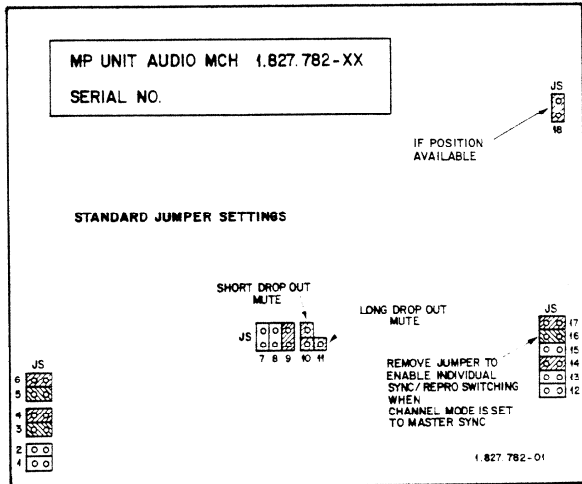 MP UNIT AUDIO MCH 1.827.782-XX
SERIAL NO.
JS
18
IF POSITION
AVAILABLE
STANDARD JUMPER SETTINGS
SHORT DROP OUT
MUTE
LONG DROP OUT
MUTE
JS
7 8 9 10 11
JS
17
16
15
14
13
12
REMOVE JUMPER TO
ENABLE INDIVIDUAL
SYNC/REPRO SWITCHING
WHEN
CHANNEL MODE IS SET
TO MASTER SYNC
JS
6
5
4
3
2
1
1.827.782-01